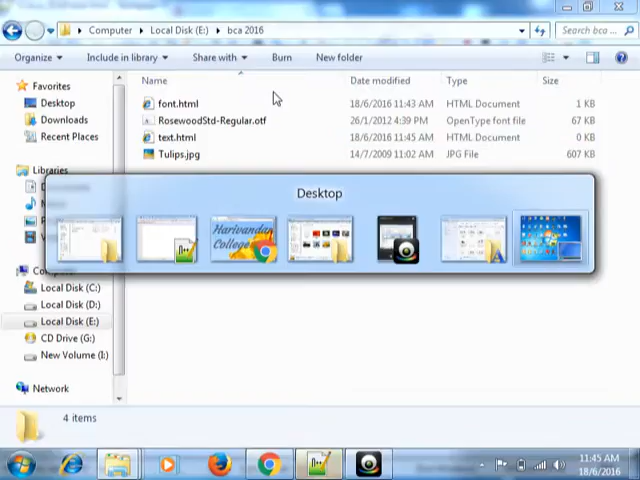 Computer ▸ Local Disk (E:) ▸ bca 2016
Search bca ...
Organize Include in library Share with Burn New folder
Name Date modified Type Size
Favorites
Desktop
Downloads
Recent Places
font.html 18/6/2016 11:43 AM HTML Document 1 KB
RosewoodStd-Regular.otf 26/1/2012 4:39 PM OpenType font file 67 KB
text.html 18/6/2016 11:45 AM HTML Document 0 KB
Tulips.jpg 14/7/2009 11:02 AM JPG File 607 KB
Libraries
Desktop
Harivandan
College
Local Disk (C:)
Local Disk (D:)
Local Disk (E:)
CD Drive (G:)
New Volume (I:)
Network
4 items
11:45 AM
18/6/2016